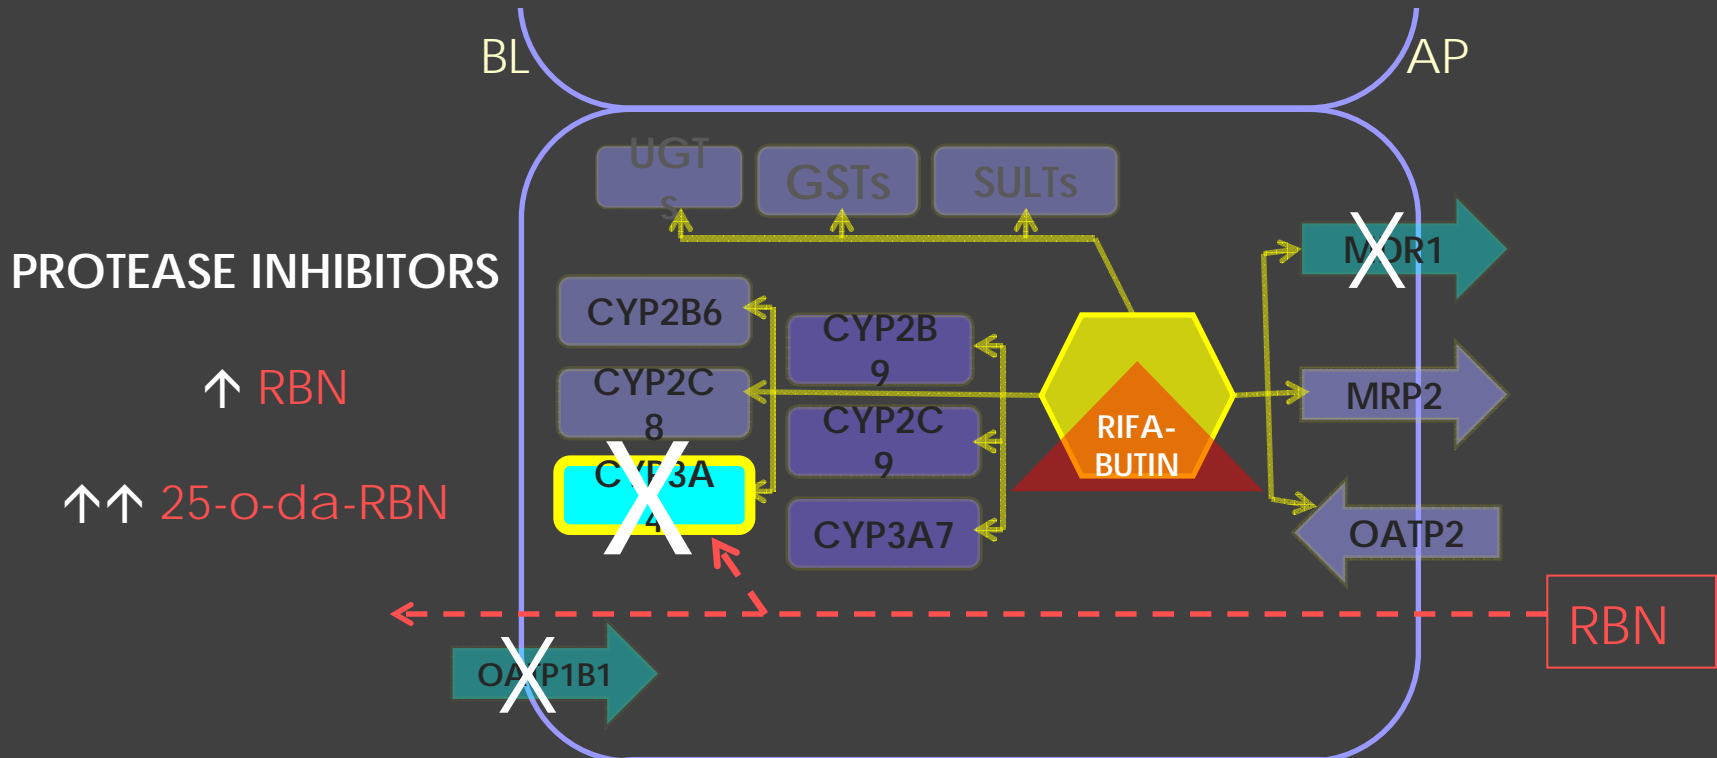 BL
AP
UGT
s
GSTs
SULTs
PROTEASE INHIBITORS
↑ RBN
↑↑ 25-o-da-RBN
CYP2B6
CYP2C
8
CYP3A
4
X
CYP2B
9
CYP2C
9
CYP3A7
RIFA-
BUTIN
MDR1
X
MRP2
OATP2
RBN
OATP1B1
X